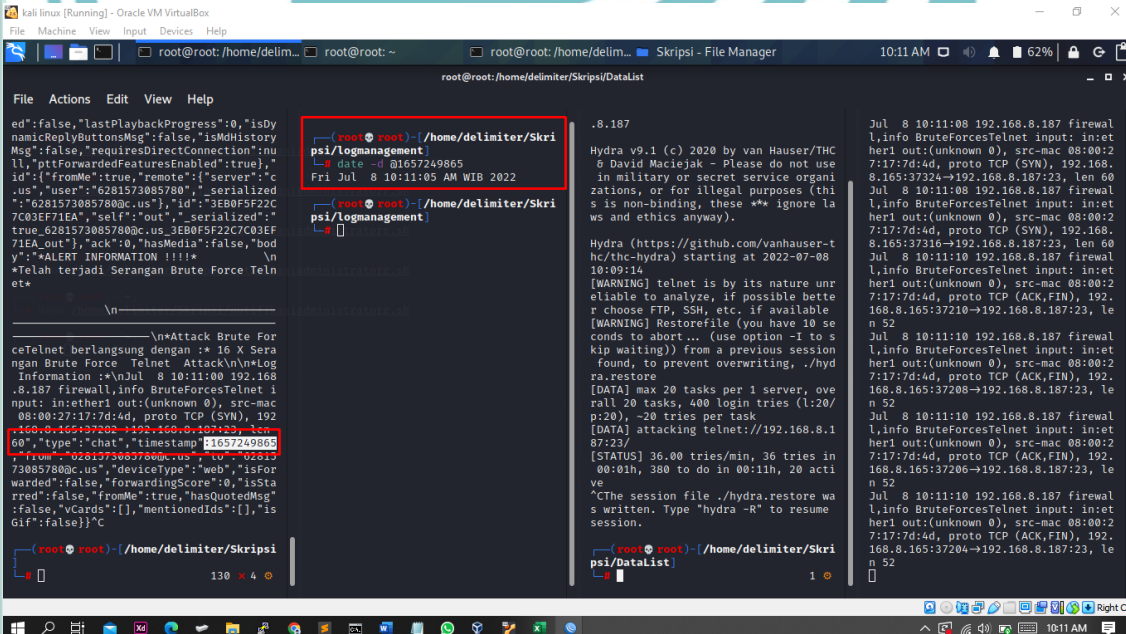 kali linux [Running] - Oracle VM VirtualBox
File Machine View Input Devices Help
root@root: /home/delim... root@root: ~ root@root: /home/delim... Skripsi - File Manager 10:11 AM 62%
root@root: /home/delimiter/Skripsi/DataList
File Actions Edit View Help
ed":false,"lastPlaybackProgress":0,"isDy
namicReplyButtonsMsg":false,"isMdHistory
Msg":false,"requiresDirectConnection":nu
ll,"pttForwardedFeaturesEnabled":true},"
id":{"fromMe":true,"remote":{"server":"c
.us","user":"6281573085780","_serialized
":"6281573085780@c.us"},"id":"3EB0F5F22C
7C03EF71EA","self":"out","_serialized":"
true_6281573085780@c.us_3EB0F5F22C7C03EF
71EA_out"},"ack":0,"hasMedia":false,"bod
y":"*ALERT INFORMATION !!!!* \n
*Telah terjadi Serangan Brute Force Teln
et*
\n
\n*Attack Brute For
ceTelnet berlangsung dengan :* 16 X Sera
ngan Brute Force Telnet Attack\n\n*Log
Information :*\nJul 8 10:11:00 192.168
.8.187 firewall,info BruteForcesTelnet i
nput: in:ether1 out:(unknown 0), src-mac
08:00:27:17:7d:4d, proto TCP (SYN), 192
.168.8.165:37282→192.168.8.187:23, len
60","type":"chat","timestamp":1657249865
,"from":"6281573085780@c.us","to":"62815
73085780@c.us","deviceType":"web","isFor
warded":false,"forwardingScore":0,"isSta
rred":false,"fromMe":true,"hasQuotedMsg"
:false,"vCards":[],"mentionedIds":[],"is
Gif":false}}^C
(root root)-[/home/delimiter/Skripsi
]
# 130 × 4
(root root)-[/home/delimiter/Skri
psi/logmanagement]
# date -d @1657249865
Fri Jul 8 10:11:05 AM WIB 2022
(root root)-[/home/delimiter/Skri
psi/logmanagement]
#
.8.187
Hydra v9.1 (c) 2020 by van Hauser/THC
& David Maciejak - Please do not use
in military or secret service organi
zations, or for illegal purposes (thi
s is non-binding, these *** ignore la
ws and ethics anyway).
Hydra (https://github.com/vanhauser-t
hc/thc-hydra) starting at 2022-07-08
10:09:14
[WARNING] telnet is by its nature unr
eliable to analyze, if possible bette
r choose FTP, SSH, etc. if available
[WARNING] Restorefile (you have 10 se
conds to abort... (use option -I to s
kip waiting)) from a previous session
found, to prevent overwriting, ./hyd
ra.restore
[DATA] max 20 tasks per 1 server, ove
rall 20 tasks, 400 login tries (l:20/
p:20), ~20 tries per task
[DATA] attacking telnet://192.168.8.1
87:23/
[STATUS] 36.00 tries/min, 36 tries in
00:01h, 380 to do in 00:11h, 20 acti
ve
^CThe session file ./hydra.restore wa
s written. Type "hydra -R" to resume
session.
(root root)-[/home/delimiter/Skri
psi/DataList]
# 1
Jul 8 10:11:08 192.168.8.187 firewal
l,info BruteForcesTelnet input: in:et
her1 out:(unknown 0), src-mac 08:00:2
7:17:7d:4d, proto TCP (SYN), 192.168.
8.165:37324→192.168.8.187:23, len 60
Jul 8 10:11:08 192.168.8.187 firewal
l,info BruteForcesTelnet input: in:et
her1 out:(unknown 0), src-mac 08:00:2
7:17:7d:4d, proto TCP (SYN), 192.168.
8.165:37316→192.168.8.187:23, len 60
Jul 8 10:11:10 192.168.8.187 firewal
l,info BruteForcesTelnet input: in:et
her1 out:(unknown 0), src-mac 08:00:2
7:17:7d:4d, proto TCP (ACK,FIN), 192.
168.8.165:37210→192.168.8.187:23, le
n 52
Jul 8 10:11:10 192.168.8.187 firewal
l,info BruteForcesTelnet input: in:et
her1 out:(unknown 0), src-mac 08:00:2
7:17:7d:4d, proto TCP (ACK,FIN), 192.
168.8.165:37208→192.168.8.187:23, le
n 52
Jul 8 10:11:10 192.168.8.187 firewal
l,info BruteForcesTelnet input: in:et
her1 out:(unknown 0), src-mac 08:00:2
7:17:7d:4d, proto TCP (ACK,FIN), 192.
168.8.165:37206→192.168.8.187:23, le
n 52
Jul 8 10:11:10 192.168.8.187 firewal
l,info BruteForcesTelnet input: in:et
her1 out:(unknown 0), src-mac 08:00:2
7:17:7d:4d, proto TCP (ACK,FIN), 192.
168.8.165:37204→192.168.8.187:23, le
n 52
Right C
10:11 AM